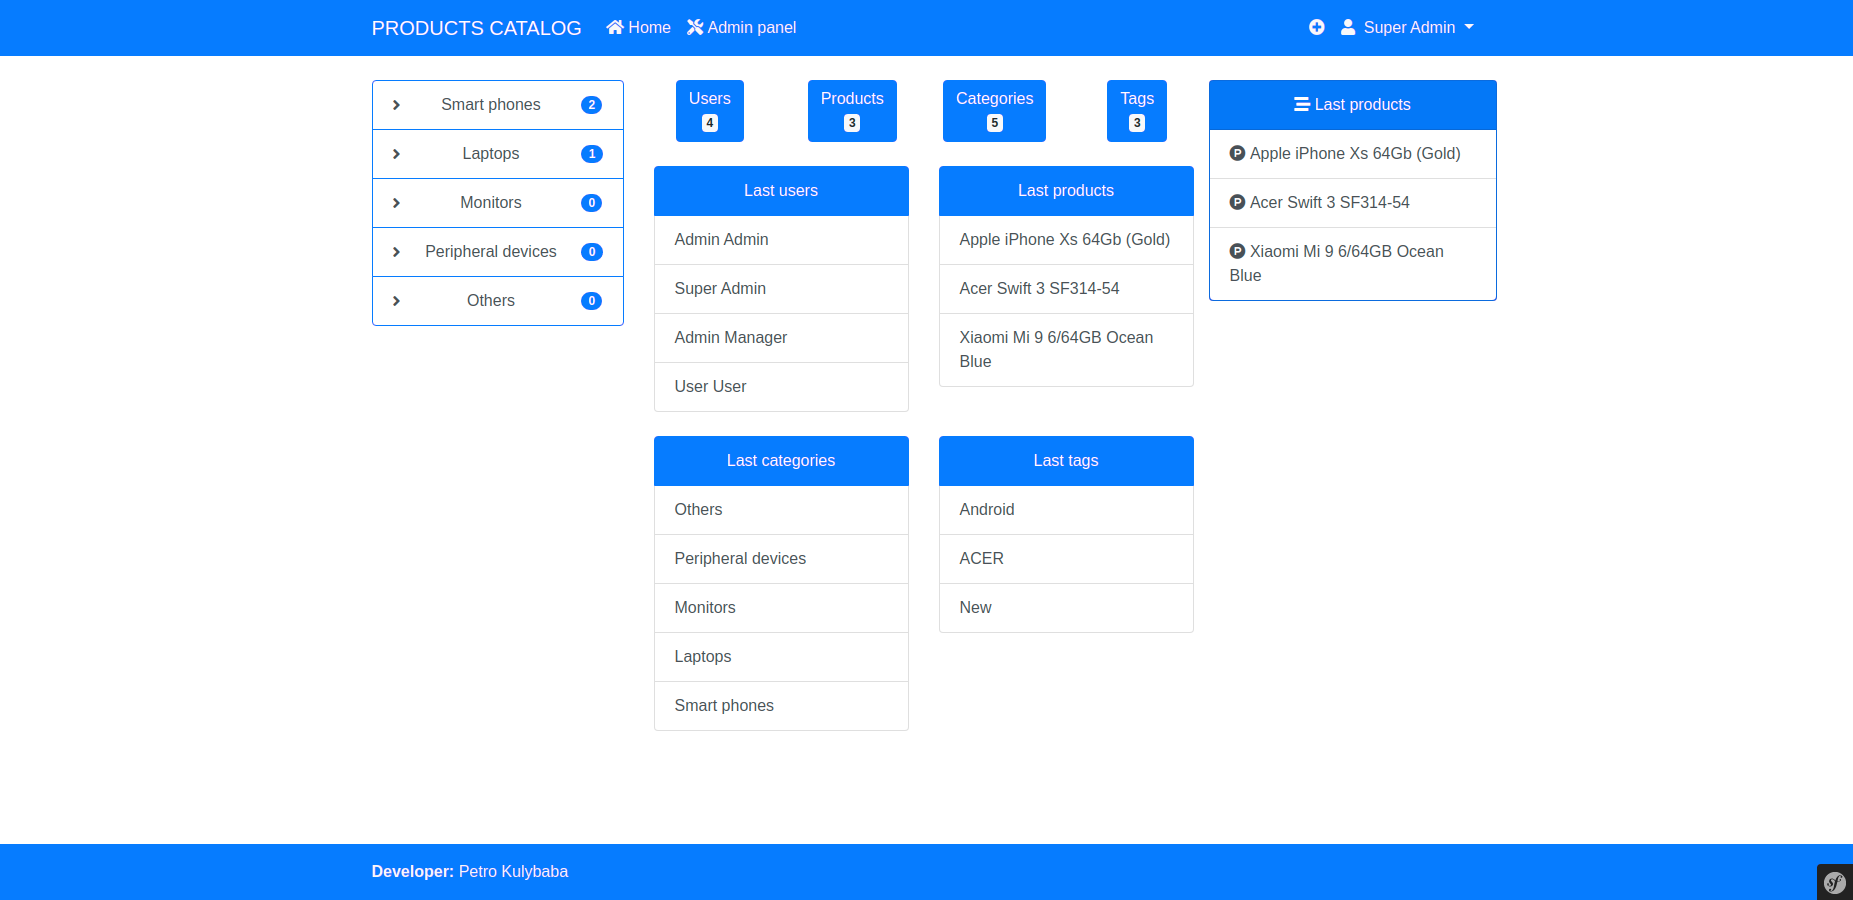 PRODUCTS CATALOG Home Admin panel Super Admin
Smart phones 2
Laptops 1
Monitors 0
Peripheral devices 0
Others 0
Users
4
Products
3
Categories
5
Tags
3
Last users
Admin Admin
Super Admin
Admin Manager
User User
Last products
Apple iPhone Xs 64Gb (Gold)
Acer Swift 3 SF314-54
Xiaomi Mi 9 6/64GB Ocean
Blue
Last categories
Others
Peripheral devices
Monitors
Laptops
Smart phones
Last tags
Android
ACER
New
Last products
P Apple iPhone Xs 64Gb (Gold)
P Acer Swift 3 SF314-54
P Xiaomi Mi 9 6/64GB Ocean
Blue
Developer: Petro Kulybaba
sf